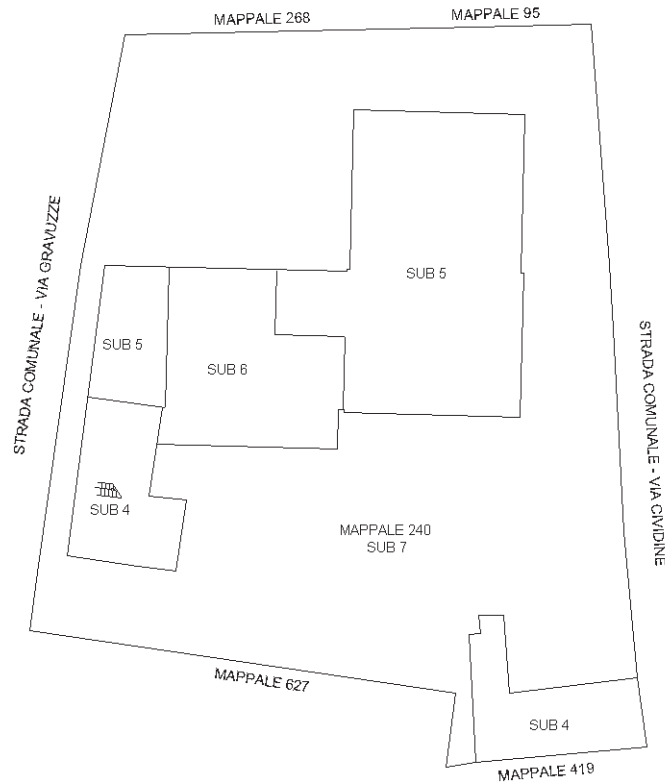 MAPPALE 268
MAPPALE 95
STRADA COMUNALE - VIA GRAVUZZE
SUB 5
SUB 5
SUB 6
STRADA COMUNALE - VIA CIVIDINE
SUB 4
MAPPALE 240
SUB 7
MAPPALE 627
SUB 4
MAPPALE 419